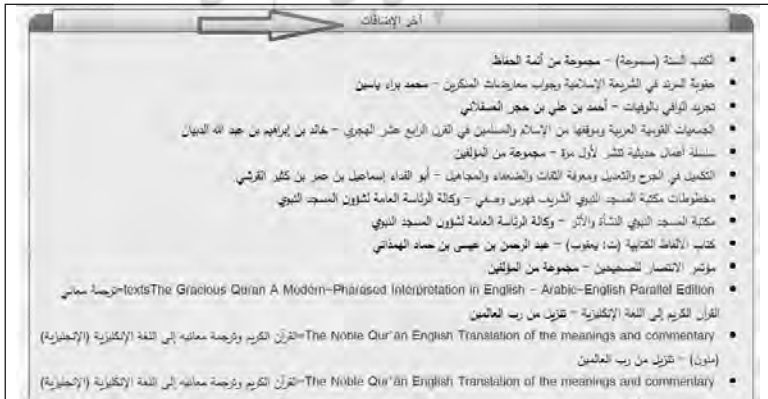 آخر الإضافات
الكتب الستة (مسموعة) - مجموعة من أئمة الحفاظ
عقوبة المرتد في الشريعة الإسلامية وجواب معارضات المنكرين - محمد براء ياسين
تجريد الوافي بالوفيات - أحمد بن علي بن حجر العسقلاني
الجمعيات القومية العربية وموقفها من الإسلام والمسلمين في القرن الرابع عشر الهجري - خالد بن إبراهيم بن عبد الله الدبيان
سلسلة أعمال حديثية تنشر لأول مرة - مجموعة من المؤلفين
التكميل في الجرح والتعديل ومعرفة الثقات والضعفاء والمجاهيل - أبو الفداء إسماعيل بن عمر بن كثير القرشي
مخطوطات مكتبة المسجد النبوي الشريف فهرس وصفي - وكالة الرئاسة العامة لشؤون المسجد النبوي
مكتبة المسجد النبوي النشأة والأثر - وكالة الرئاسة العامة لشؤون المسجد النبوي
كتاب الألفاظ الكتابية (ت: يعقوب) - عبد الرحمن بن عيسى بن حماد الهمذاني
مؤتمر الانتصار للصحيحين - مجموعة من المؤلفين
textsThe Gracious Quran A Modern-Phrased Interpretation in English - Arabic-English Parallel Edition=ترجمة معاني
القرآن الكريم إلى اللغة الإنكليزية - تنزيل من رب العالمين
The Noble Qur'an English Translation of the meanings and commentary=القرآن الكريم وترجمة معانيه إلى اللغة الإنكليزية (الإنجليزية)
(ملون) - تنزيل من رب العالمين
The Noble Qur'an English Translation of the meanings and commentary=القرآن الكريم وترجمة معانيه إلى اللغة الإنكليزية (الإنجليزية)